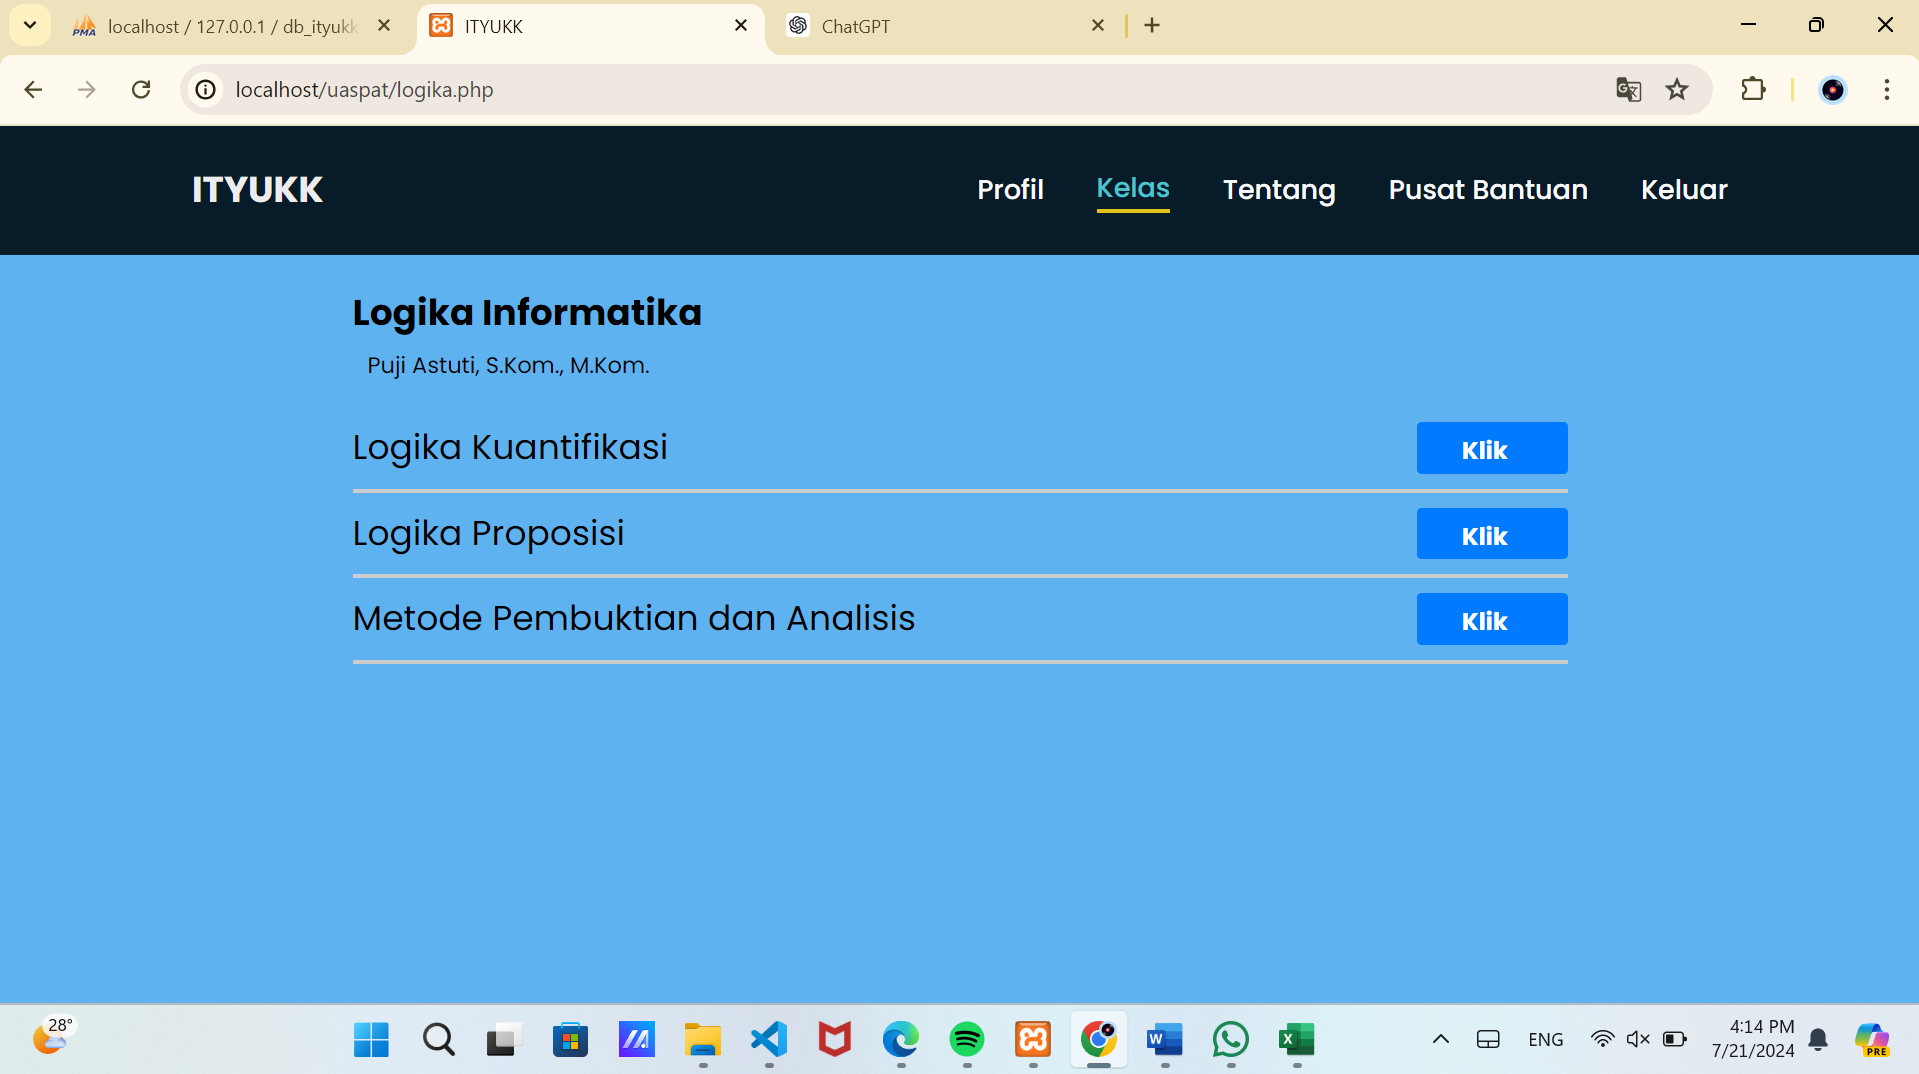 localhost / 127.0.0.1 / db_ityukk
ITYUKK
ChatGPT
localhost/uaspat/logika.php
ITYUKK
Profil
Kelas
Tentang
Pusat Bantuan
Keluar
Logika Informatika
Puji Astuti, S.Kom., M.Kom.
Logika Kuantifikasi
Klik
Logika Proposisi
Klik
Metode Pembuktian dan Analisis
Klik
28°
ENG
4:14 PM
7/21/2024
PRE